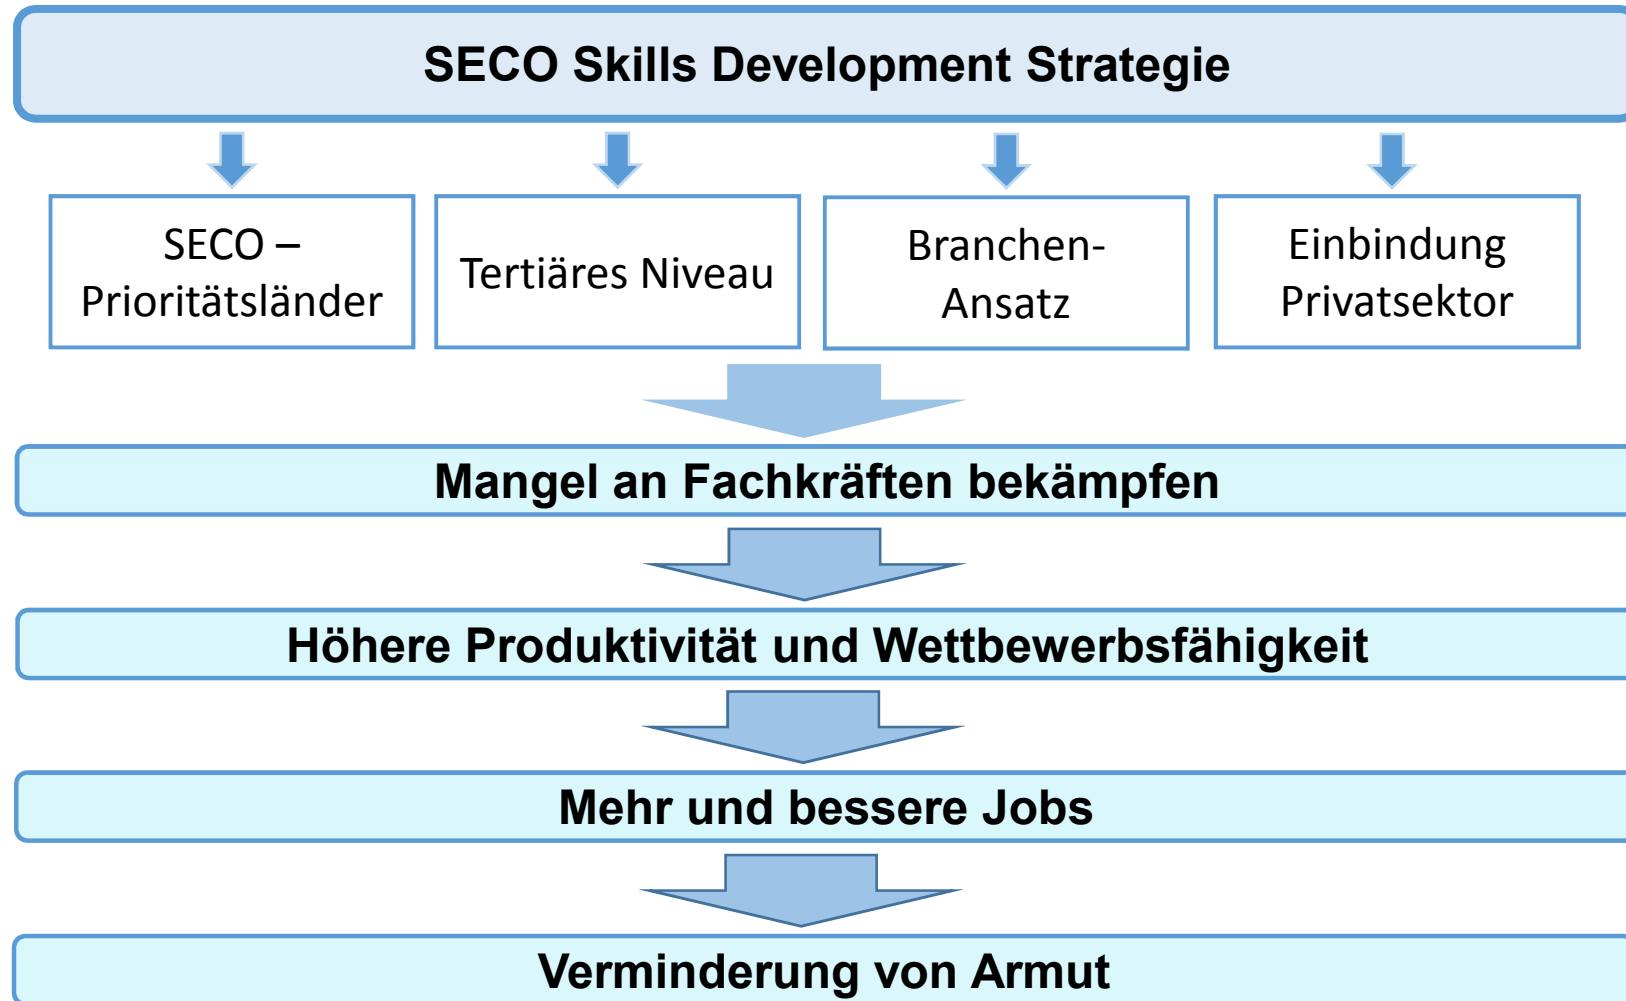 SECO Skills Development Strategie
SECO –
Prioritätsländer
Tertiäres Niveau
Branchen-
Ansatz
Einbindung
Privatsektor
Mangel an Fachkräften bekämpfen
Höhere Produktivität und Wettbewerbsfähigkeit
Mehr und bessere Jobs
Verminderung von Armut